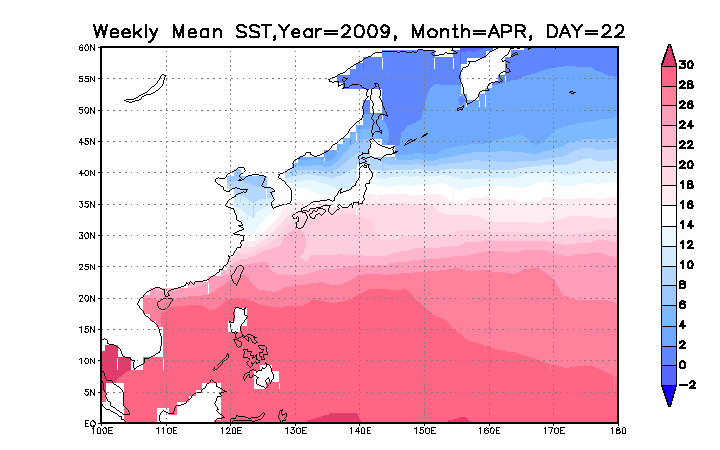 Weekly Mean SST,Year=2009, Month=APR, DAY=22
60N
55N
50N
45N
40N
35N
30N
25N
20N
15N
10N
5N
EQ
100E 110E 120E 130E 140E 150E 160E 170E 180
30
28
26
24
22
20
18
16
14
12
10
8
6
4
2
0
-2